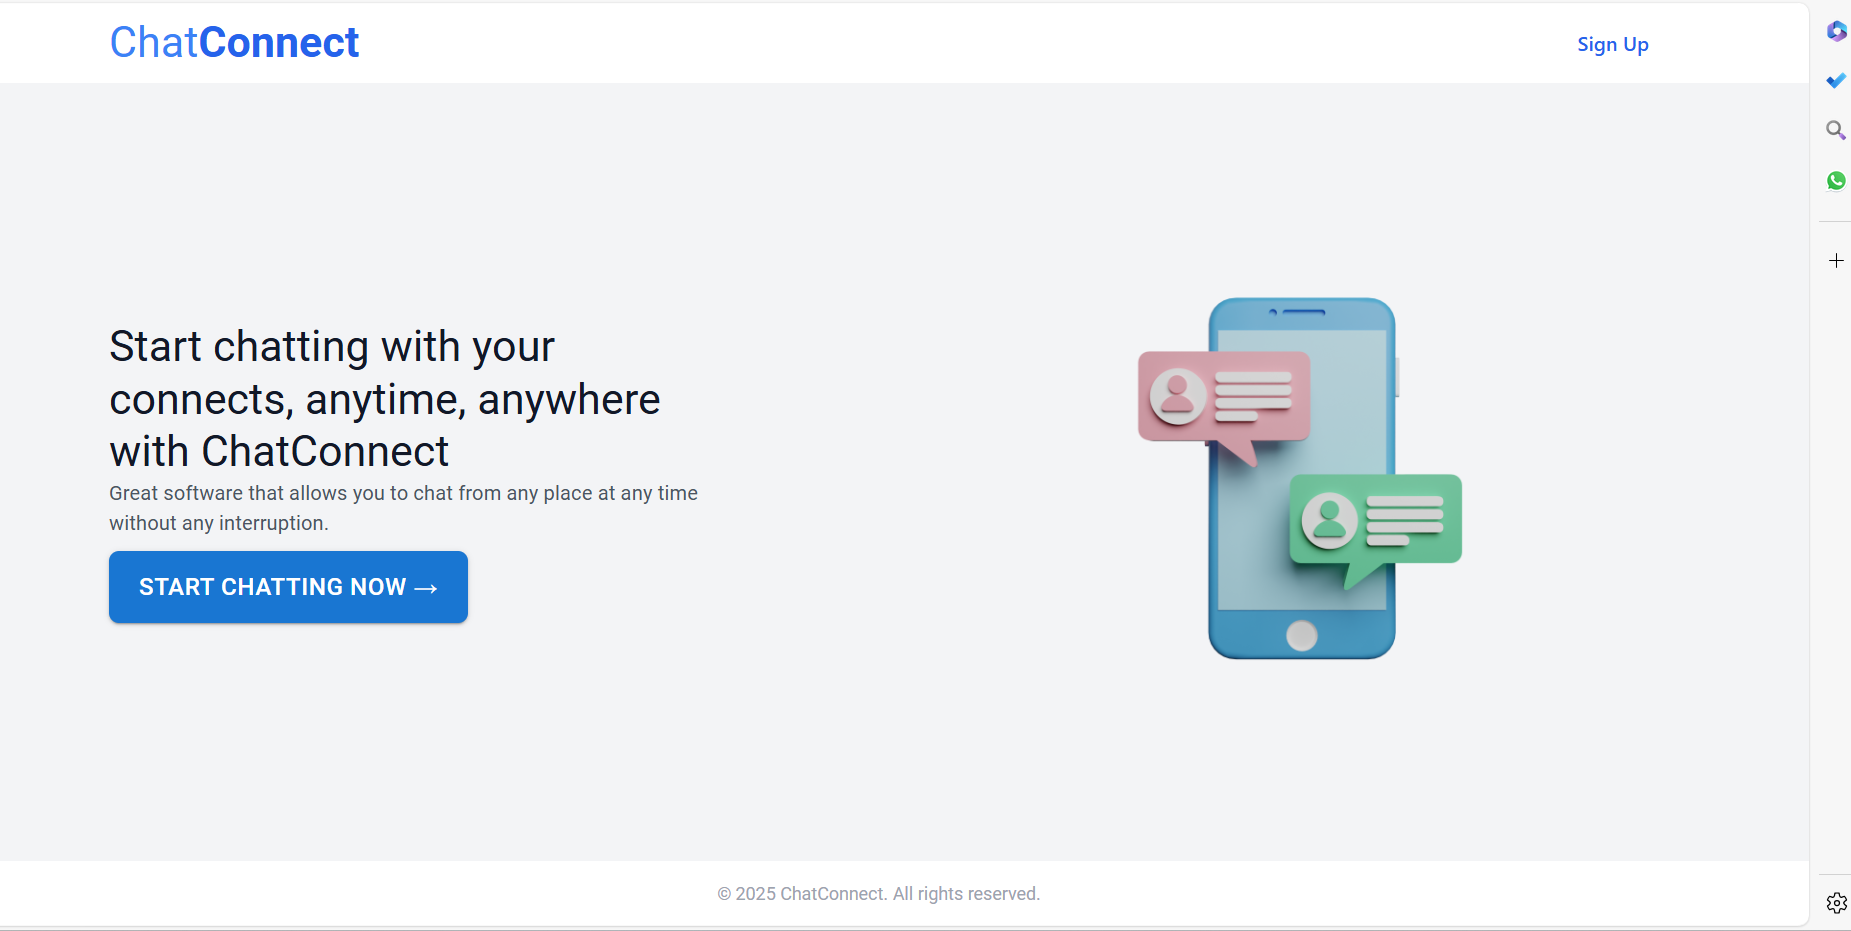 ChatConnect
Sign Up
Start chatting with your
connects, anytime, anywhere
with ChatConnect
Great software that allows you to chat from any place at any time
without any interruption.
START CHATTING NOW →
© 2025 ChatConnect. All rights reserved.